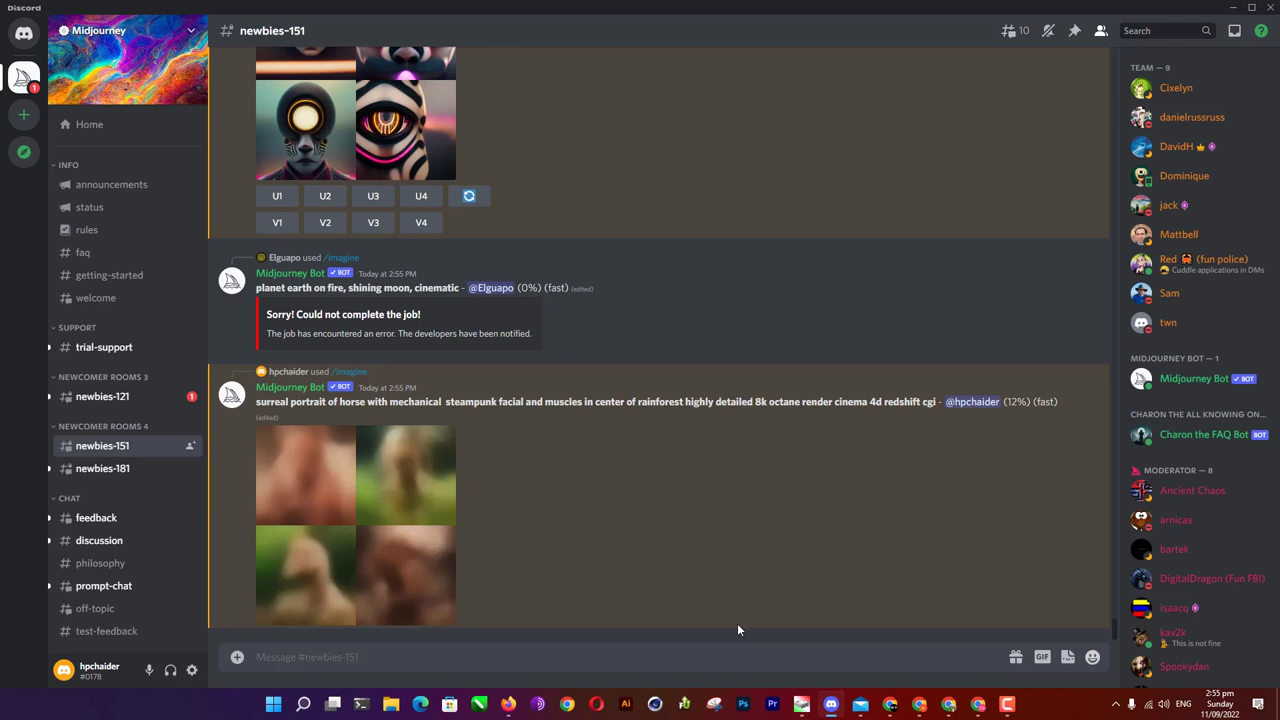 Discord
Midjourney
newbies-151
10
Search
1
Home
INFO
announcements
status
rules
faq
getting-started
welcome
SUPPORT
trial-support
NEWCOMER ROOMS 3
newbies-121
1
NEWCOMER ROOMS 4
newbies-151
newbies-181
CHAT
feedback
discussion
philosophy
prompt-chat
off-topic
test-feedback
hpchaider
#0178
U1 U2 U3 U4
V1 V2 V3 V4
Elguapo used /imagine
Midjourney Bot BOT Today at 2:55 PM
planet earth on fire, shining moon, cinematic - @Elguapo (0%) (fast) (edited)
Sorry! Could not complete the job!
The job has encountered an error. The developers have been notified.
hpchaider used /imagine
Midjourney Bot BOT Today at 2:55 PM
surreal portrait of horse with mechanical steampunk facial and muscles in center of rainforest highly detailed 8k octane render cinema 4d redshift cgi - @hpchaider (12%) (fast)
(edited)
Message #newbies-151
GIF
TEAM — 9
Cixelyn
danielrussruss
DavidH
Dominique
jack
Mattbell
Red (fun police)
Cuddle applications in DMs
Sam
twn
MIDJOURNEY BOT — 1
Midjourney Bot BOT
CHARON THE ALL KNOWING ON...
Charon the FAQ Bot BOT
MODERATOR — 8
Ancient Chaos
arnicas
bartek
DigitalDragon (Fun FBI)
isaacq
kav2k
This is not fine
Spookydan
Ai
Ps
Pr
ENG
2:55 pm
Sunday
11/09/2022